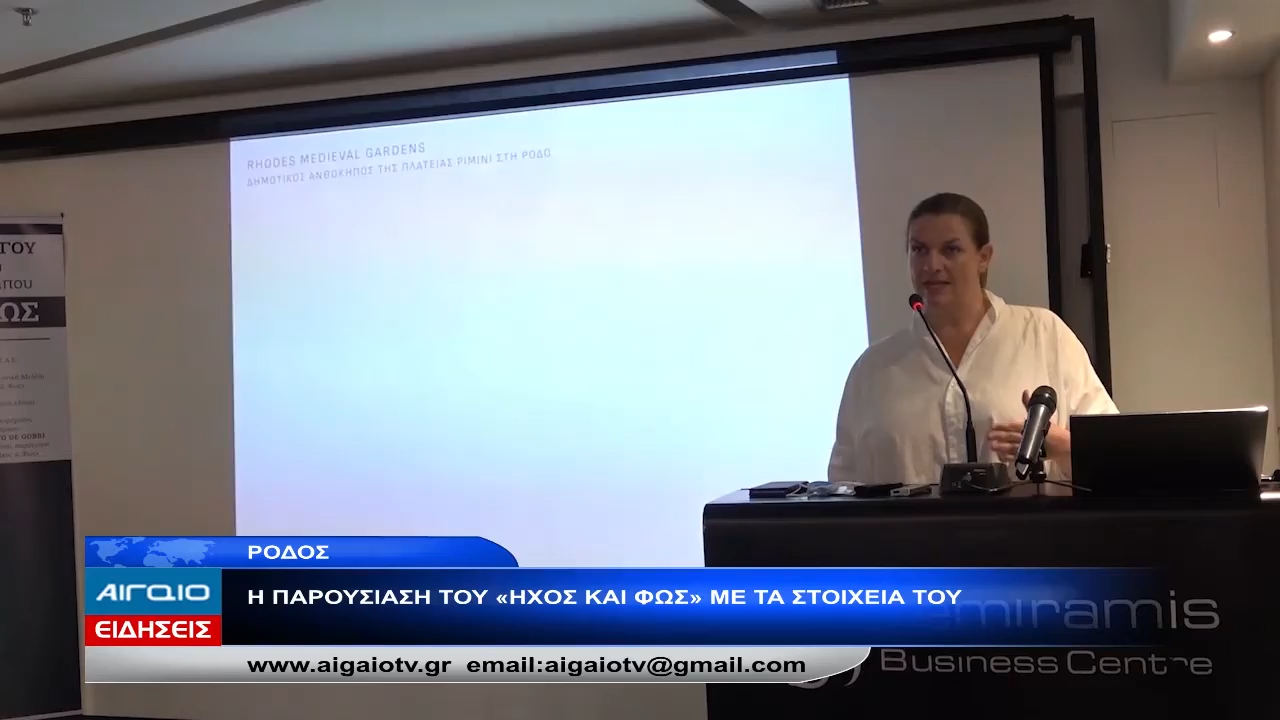 RHODES MEDIEVAL GARDENS
ΔΗΜΟΤΙΚΟΣ ΑΝΘΟΚΗΠΟΣ ΤΗΣ ΠΛΑΤΕΙΑΣ ΡΙΜΙΝΙ ΣΤΗ ΡΟΔΟ
ΡΟΔΟΣ
ΑΙΓΑΙΟ
ΕΙΔΗΣΕΙΣ
Η ΠΑΡΟΥΣΙΑΣΗ ΤΟΥ «ΗΧΟΣ ΚΑΙ ΦΩΣ» ΜΕ ΤΑ ΣΤΟΙΧΕΙΑ ΤΟΥ
www.aigaiotv.gr email:aigaiotv@gmail.com
emiramis
Business Centre